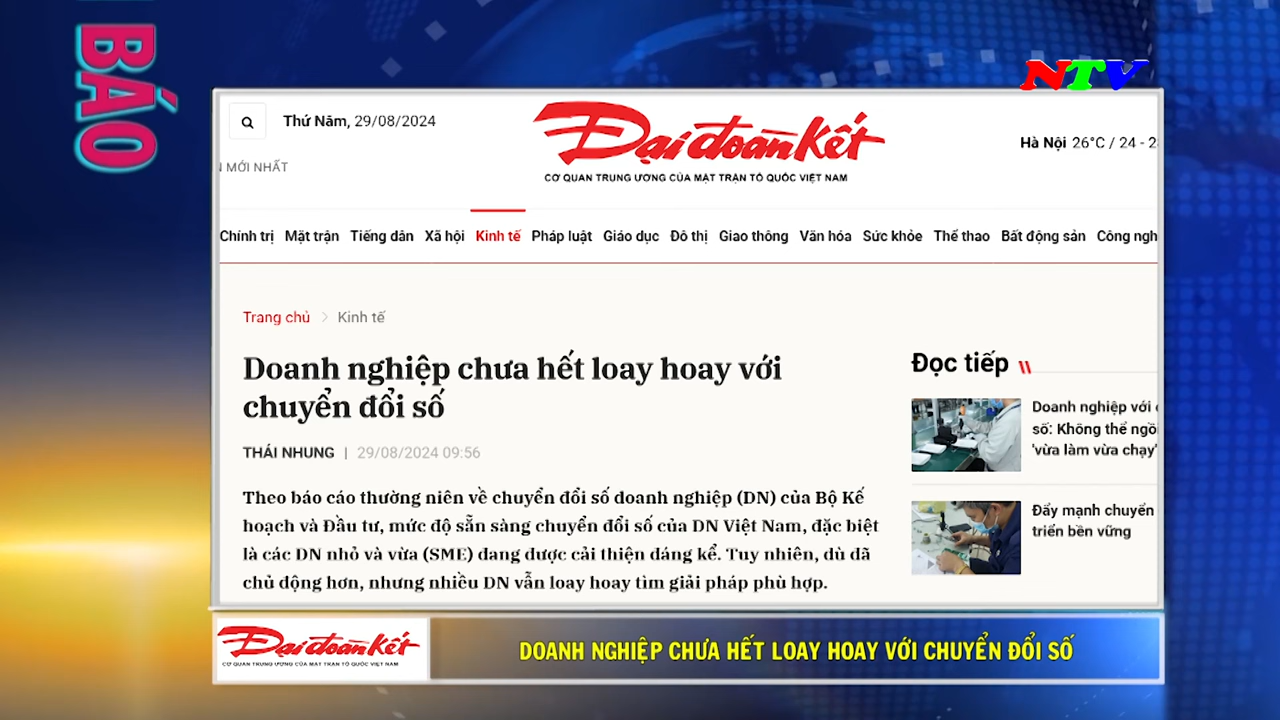 BÁO
NTV
Thứ Năm, 29/08/2024
Đại đoàn kết
CƠ QUAN TRUNG ƯƠNG CỦA MẶT TRẬN TỔ QUỐC VIỆT NAM
Hà Nội 26°C / 24 - 2
MỚI NHẤT
Chính trị Mặt trận Tiếng dân Xã hội Kinh tế Pháp luật Giáo dục Đô thị Giao thông Văn hóa Sức khỏe Thể thao Bất động sản Công ngh
Trang chủ > Kinh tế
Doanh nghiệp chưa hết loay hoay với
chuyển đổi số
THÁI NHUNG | 29/08/2024 09:56
Theo báo cáo thường niên về chuyển đổi số doanh nghiệp (DN) của Bộ Kế
hoạch và Đầu tư, mức độ sẵn sàng chuyển đổi số của DN Việt Nam, đặc biệt
là các DN nhỏ và vừa (SME) đang được cải thiện đáng kể. Tuy nhiên, dù đã
chủ động hơn, nhưng nhiều DN vẫn loay hoay tìm giải pháp phù hợp.
Đọc tiếp
Doanh nghiệp với
số: Không thể ngồ
'vừa làm vừa chạy'
Đẩy mạnh chuyển
triển bền vững
Đại đoàn kết
CƠ QUAN TRUNG ƯƠNG CỦA MẶT TRẬN TỔ QUỐC VIỆT NAM
DOANH NGHIỆP CHƯA HẾT LOAY HOAY VỚI CHUYỂN ĐỔI SỐ